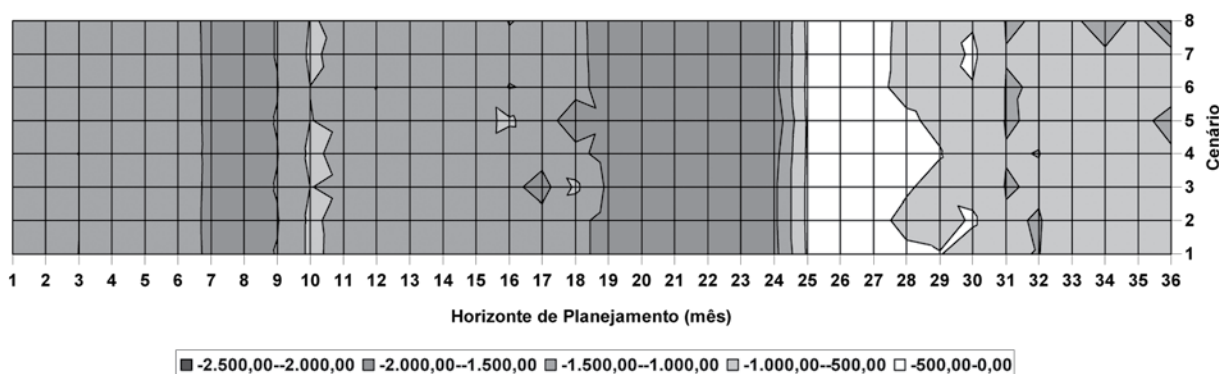 8
7
6
5
4
3
2
1
Cenário
1 2 3 4 5 6 7 8 9 10 11 12 13 14 15 16 17 18 19 20 21 22 23 24 25 26 27 28 29 30 31 32 33 34 35 36
Horizonte de Planejamento (mês)
-2.500,00--2.000,00 -2.000,00--1.500,00 -1.500,00--1.000,00 -1.000,00--500,00 -500,00-0,00